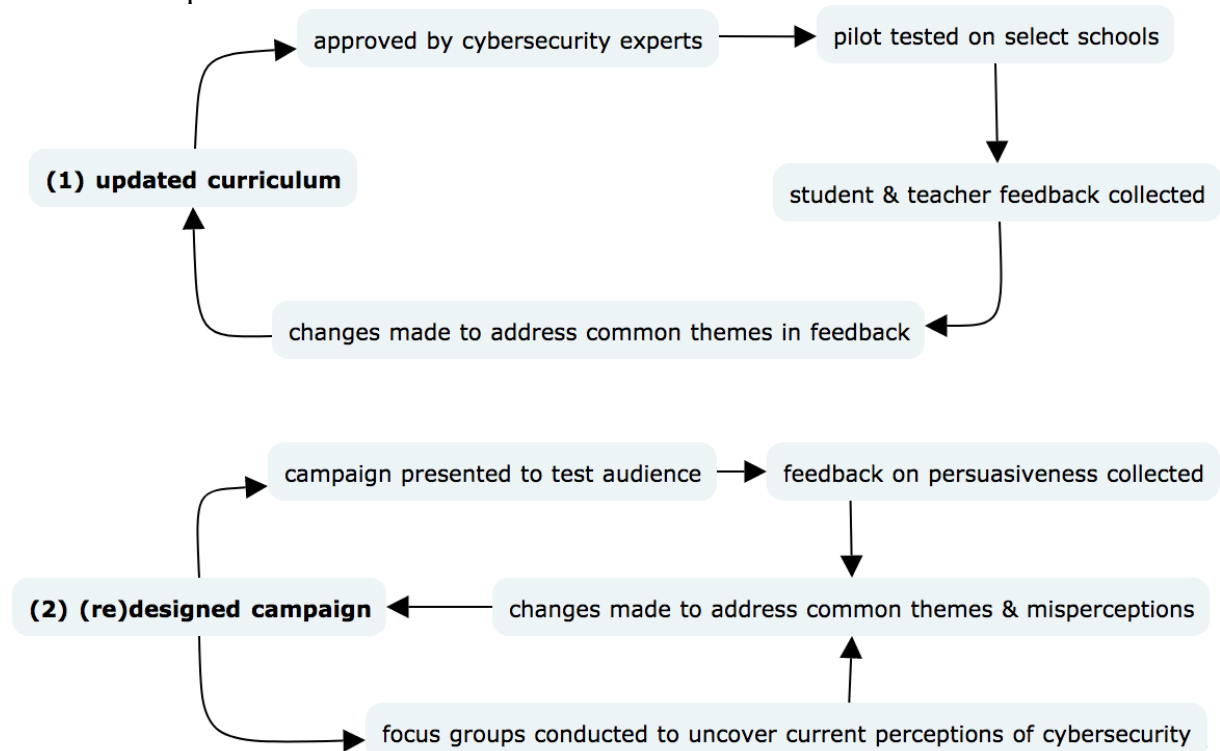 approved by cybersecurity experts
pilot tested on select schools
(1) updated curriculum
student & teacher feedback collected
changes made to address common themes in feedback
campaign presented to test audience
feedback on persuasiveness collected
(2) (re)designed campaign
changes made to address common themes & misperceptions
focus groups conducted to uncover current perceptions of cybersecurity